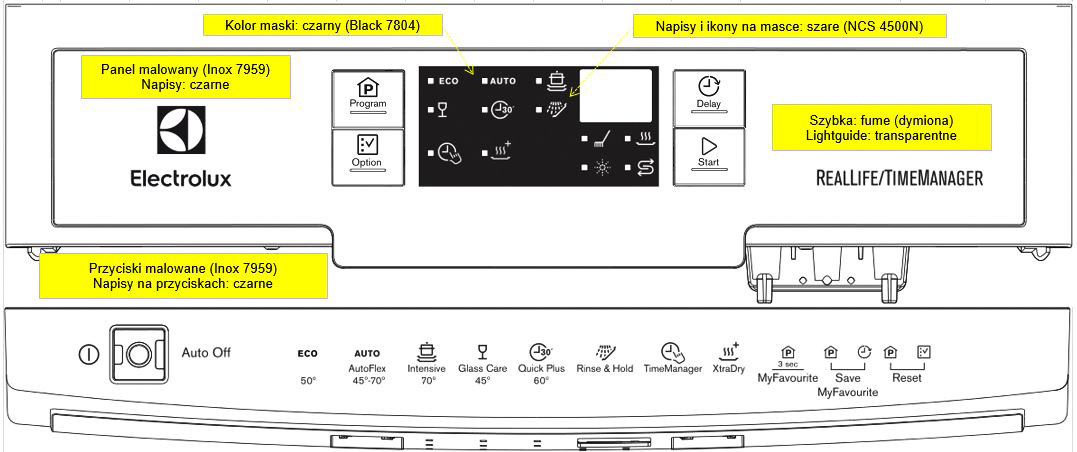 Kolor maski: czarny (Black 7804)
Napisy i ikony na masce: szare (NCS 4500N)
Panel malowany (Inox 7959)
Napisy: czarne
Electrolux
P
Program
Option
ECO
AUTO
30'
Delay
Start
Szybka: fume (dymiona)
Lightguide: transparentne
REALLIFE/TIMEMANAGER
Przyciski malowane (Inox 7959)
Napisy na przyciskach: czarne
Auto Off
ECO
50°
AUTO
AutoFlex
45°-70°
Intensive
70°
Glass Care
45°
30'
Quick Plus
60°
Rinse & Hold
TimeManager
XtraDry
P
3 sec
MyFavourite
P
Save
MyFavourite
P
Reset